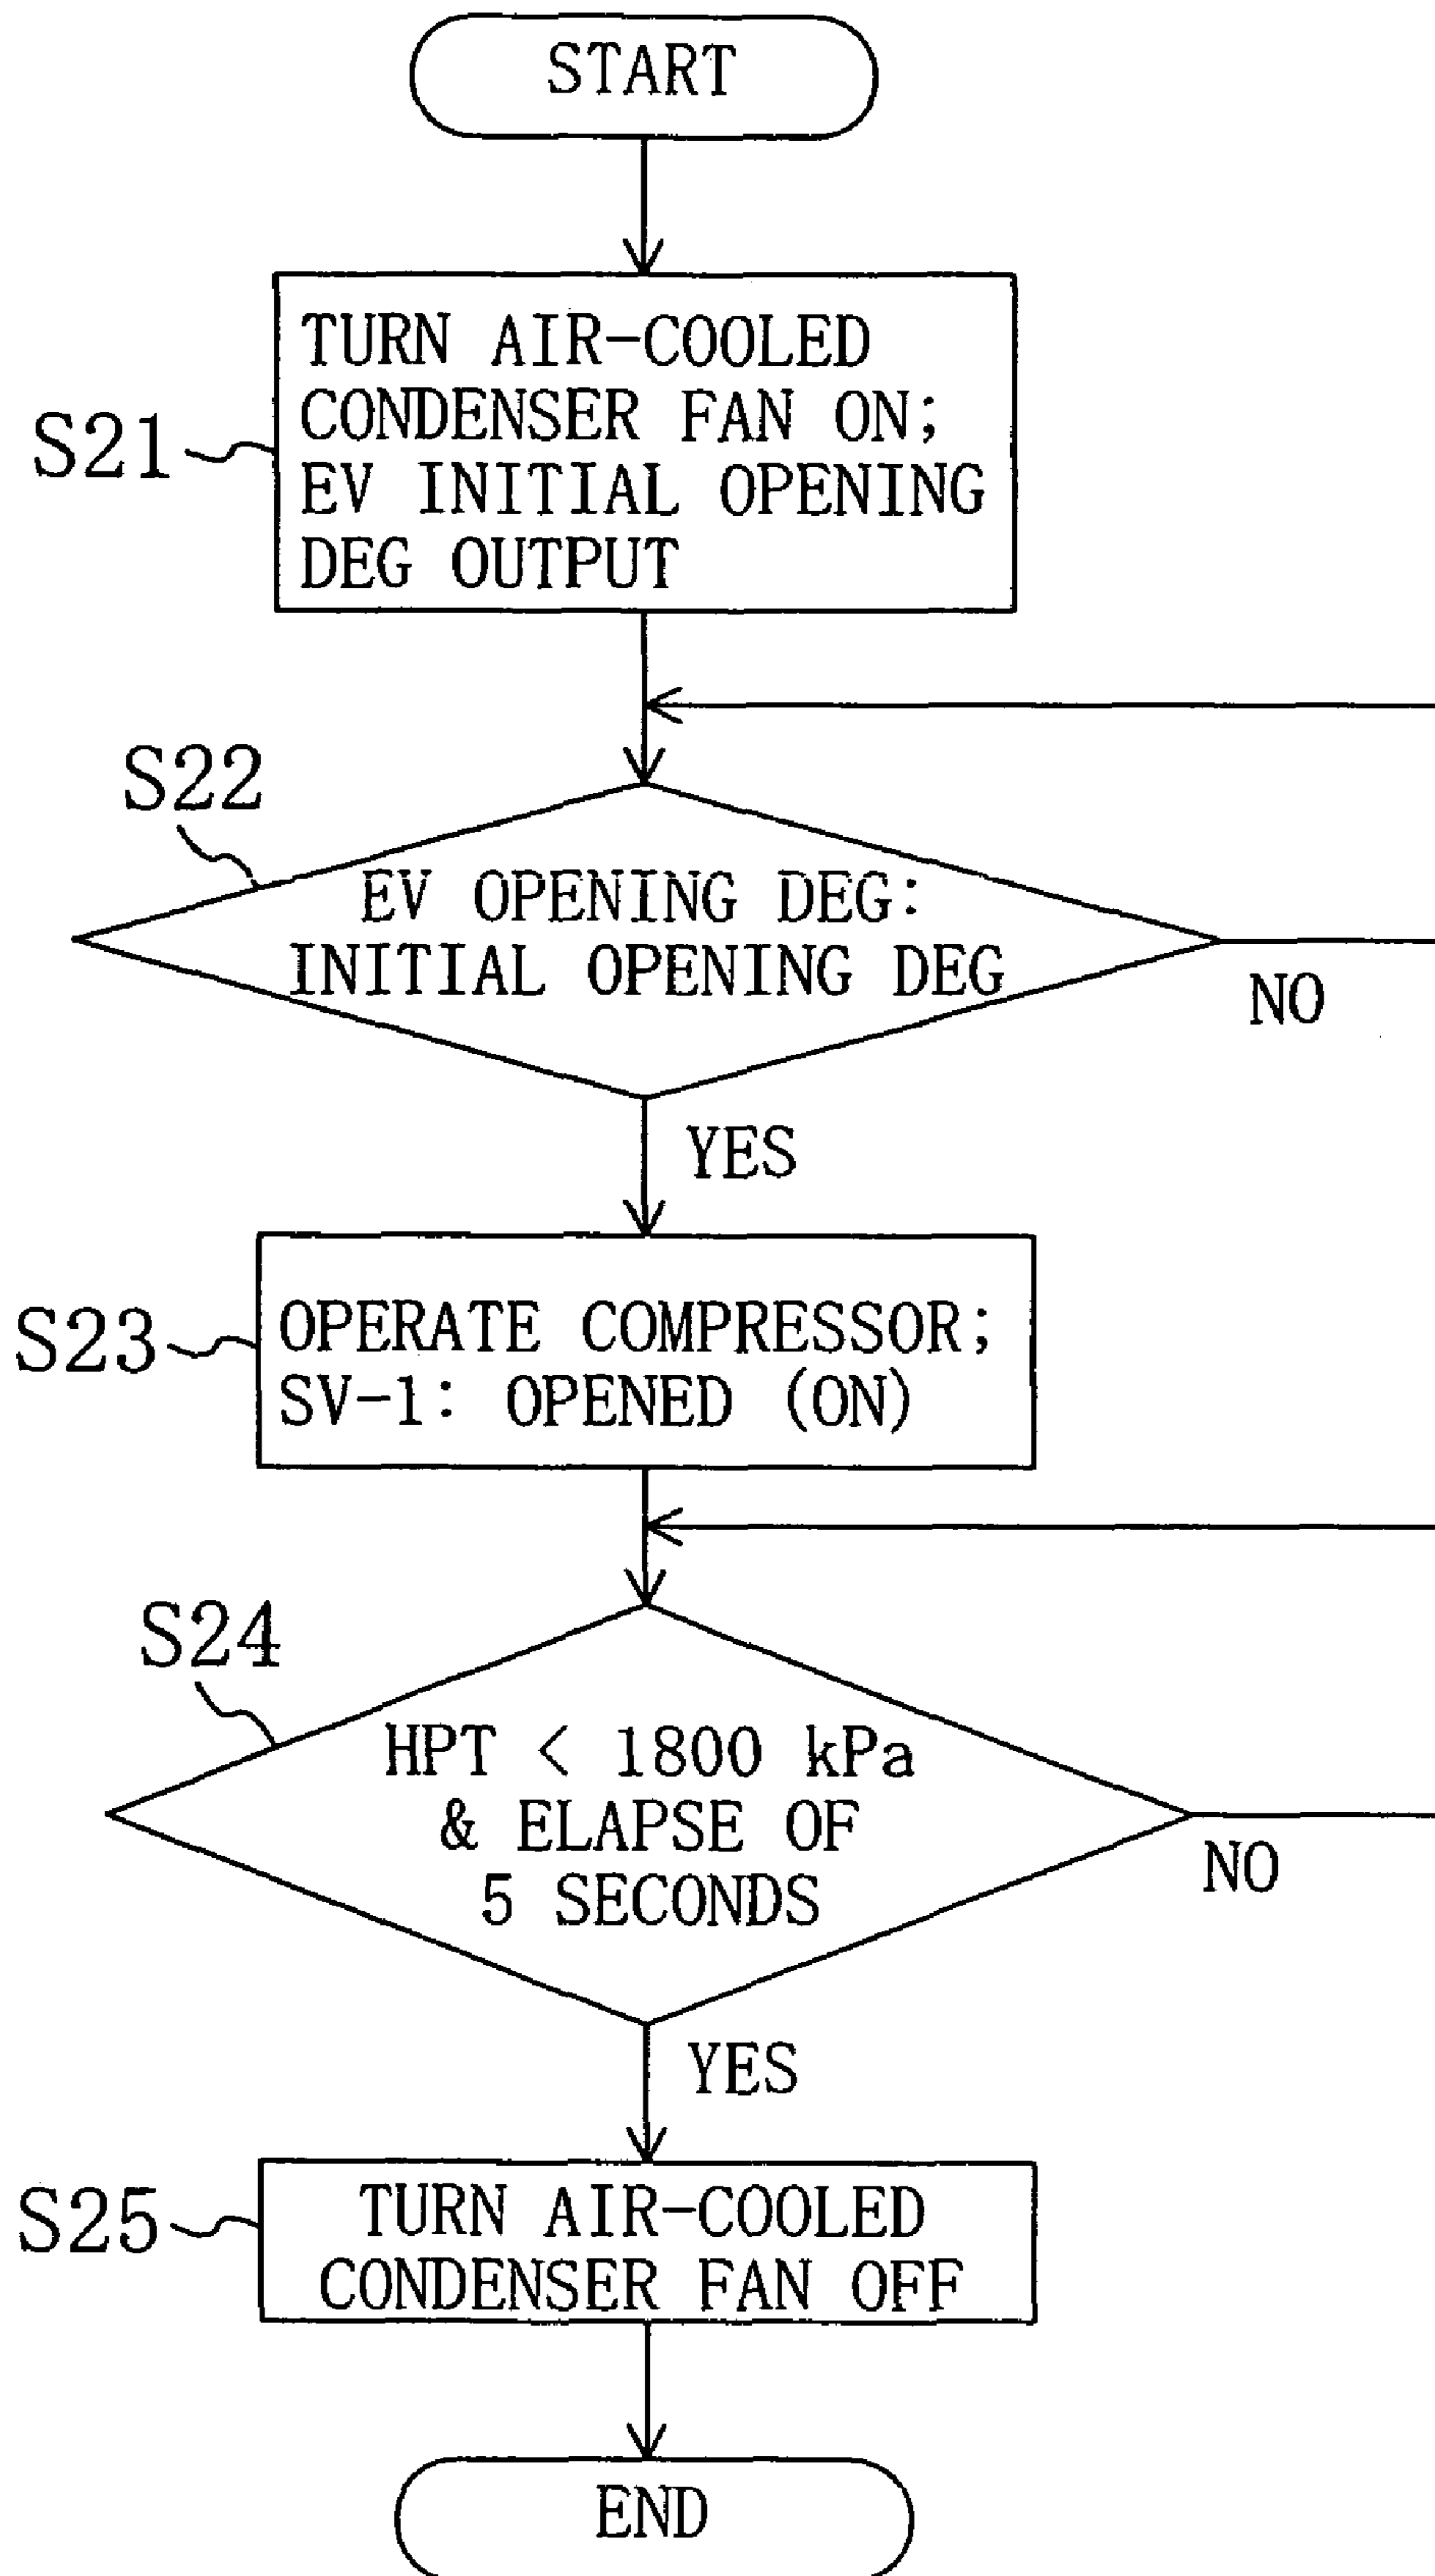 START
TURN AIR-COOLED
CONDENSER FAN ON;
EV INITIAL OPENING
DEG OUTPUT
S21
S22
EV OPENING DEG:
INITIAL OPENING DEG
NO
YES
S23
OPERATE COMPRESSOR;
SV-1: OPENED (ON)
S24
HPT < 1800 kPa
& ELAPSE OF
5 SECONDS
NO
YES
S25
TURN AIR-COOLED
CONDENSER FAN OFF
END